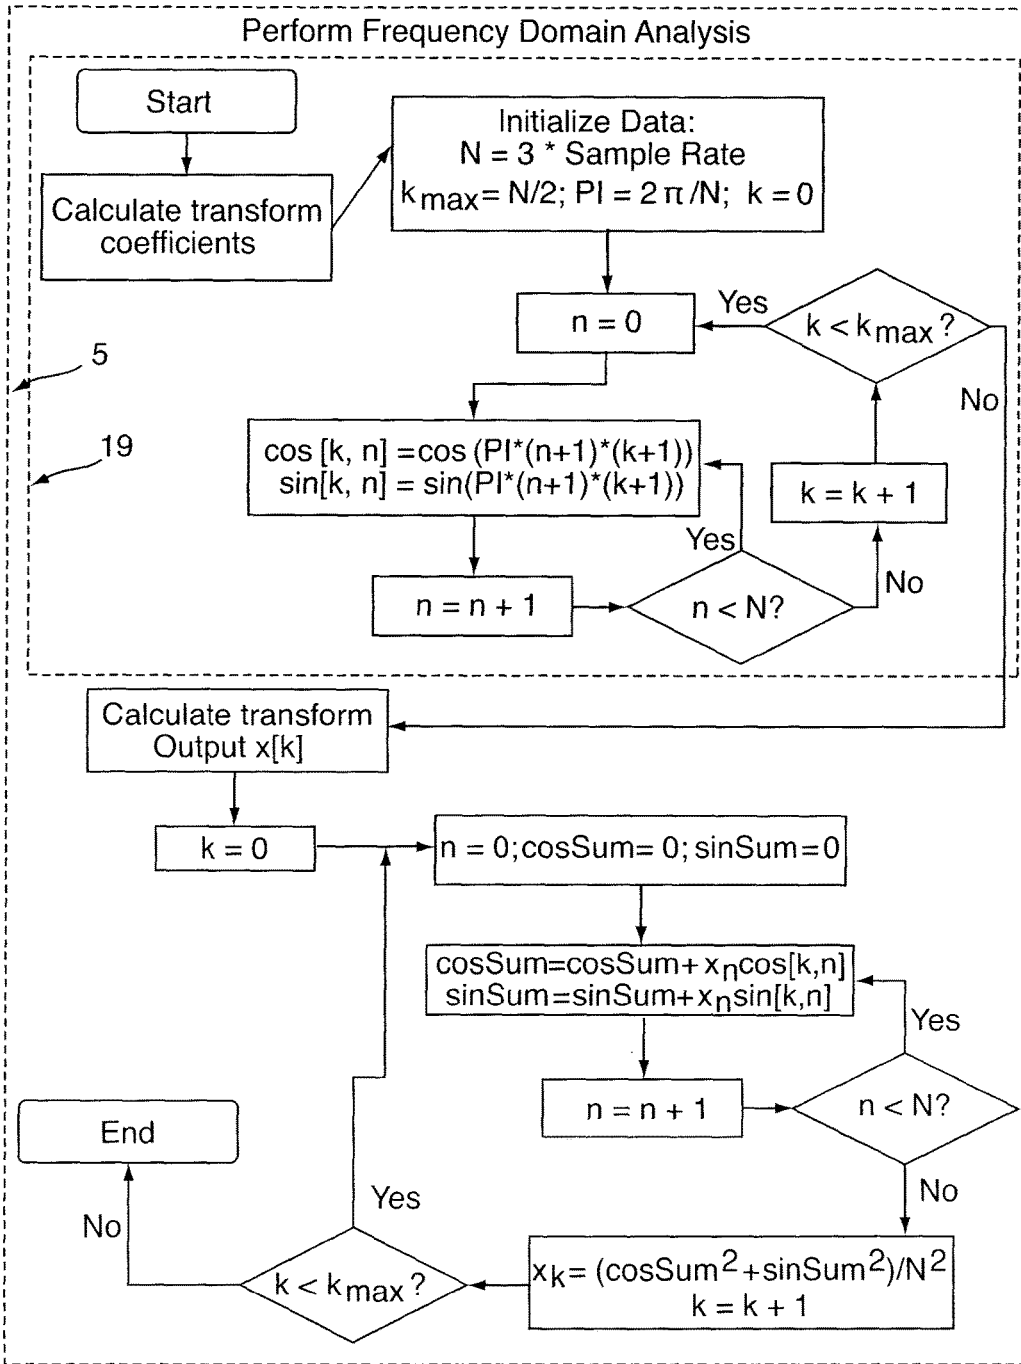 Perform Frequency Domain Analysis
Start
Calculate transform
coefficients
Initialize Data:
N = 3 * Sample Rate
kmax = N/2; PI = 2 π /N; k = 0
n = 0
Yes
k < kmax ?
No
5
19
cos [k, n] =cos (PI*(n+1)*(k+1))
sin[k, n] = sin(PI*(n+1)*(k+1))
k = k + 1
Yes
No
n = n + 1
n < N?
Calculate transform
Output x[k]
k = 0
n = 0; cosSum= 0; sinSum=0
cosSum=cosSum+ xncos[k,n]
sinSum=sinSum+xnsin[k,n]
Yes
n = n + 1
n < N?
End
No
Yes
No
k < kmax ?
xk= (cosSum2+sinSum2)/N2
k = k + 1